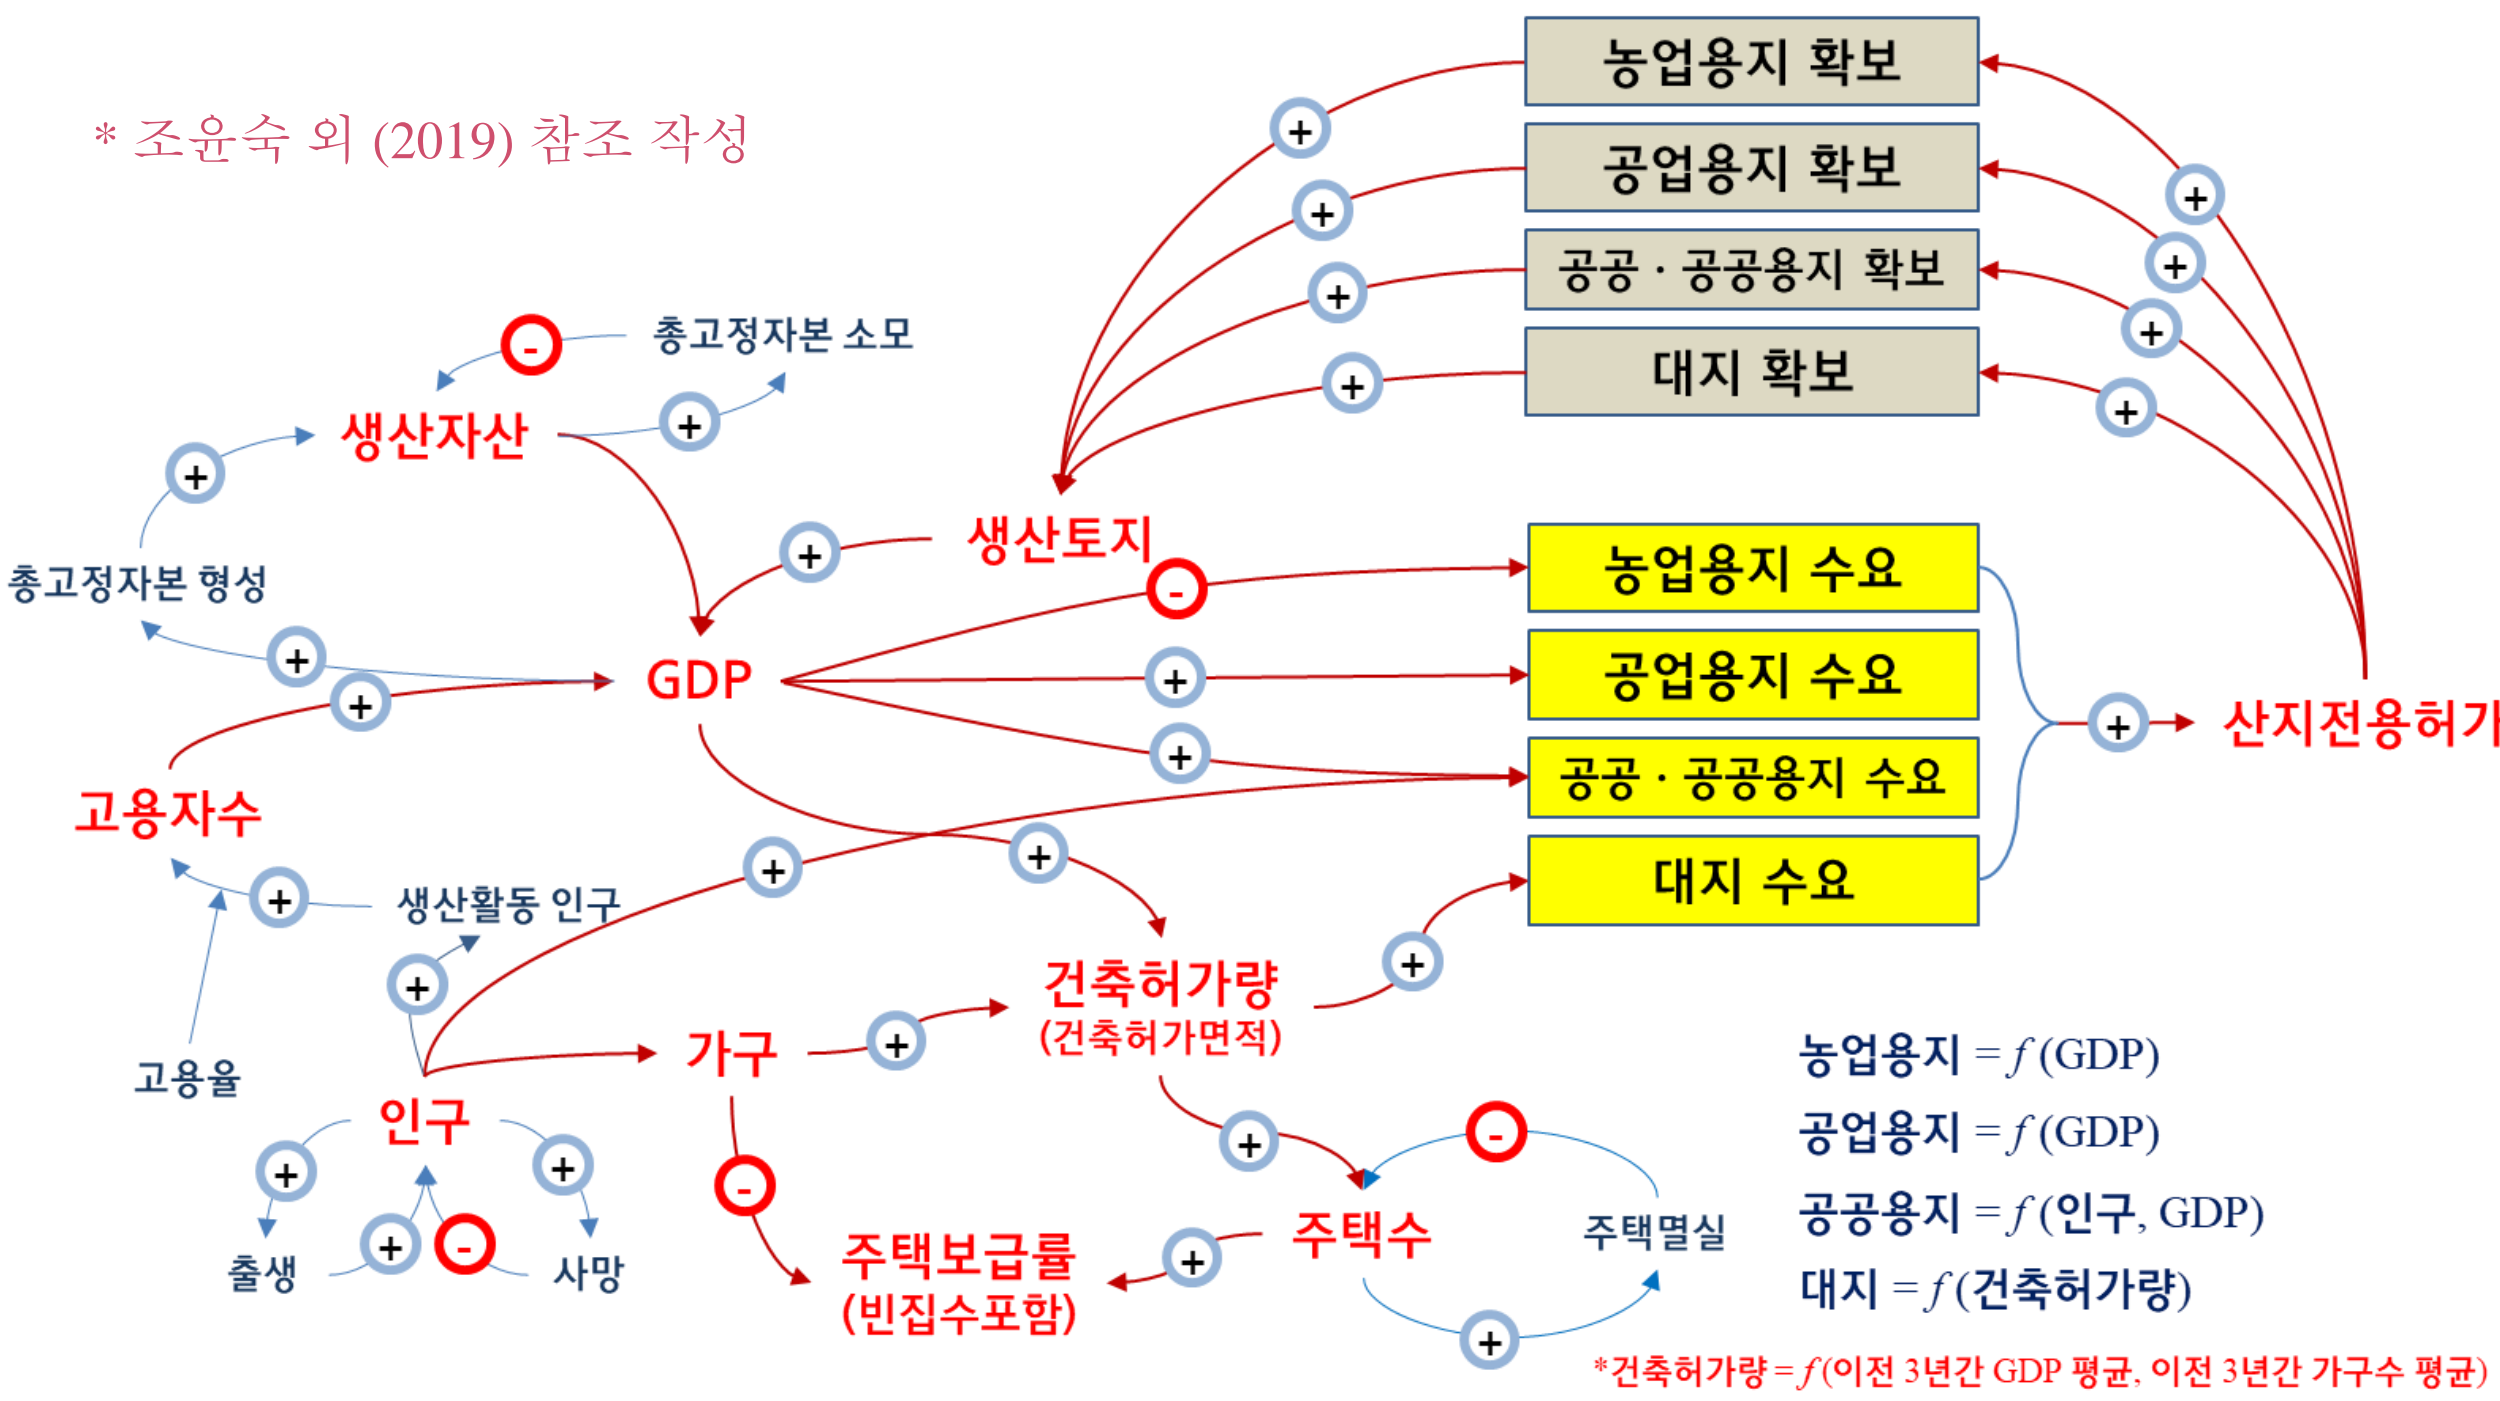 농업용지 확보
* 조윤숙 외 (2019) 참조 작성
공업용지 확보
공공 · 공공용지 확보
대지 확보
총고정자본 소모
생산자산
생산토지
총고정자본 형성
농업용지 수요
GDP
공업용지 수요
산지전용허가
공공 · 공공용지 수요
고용자수
대지 수요
생산활동 인구
건축허가량
(건축허가면적)
가구
고용율
인구
출생
사망
주택보급률
(빈집수포함)
주택수
주택멸실
농업용지 = f (GDP)
공업용지 = f (GDP)
공공용지 = f (인구, GDP)
대지 = f (건축허가량)
*건축허가량 = f (이전 3년간 GDP 평균, 이전 3년간 가구수 평균)
+
+
+
+
+
+
+
+
-
+
+
+
+
-
+
+
+
+
+
+
+
+
+
+
+
+
+
-
-
+
-
+
+